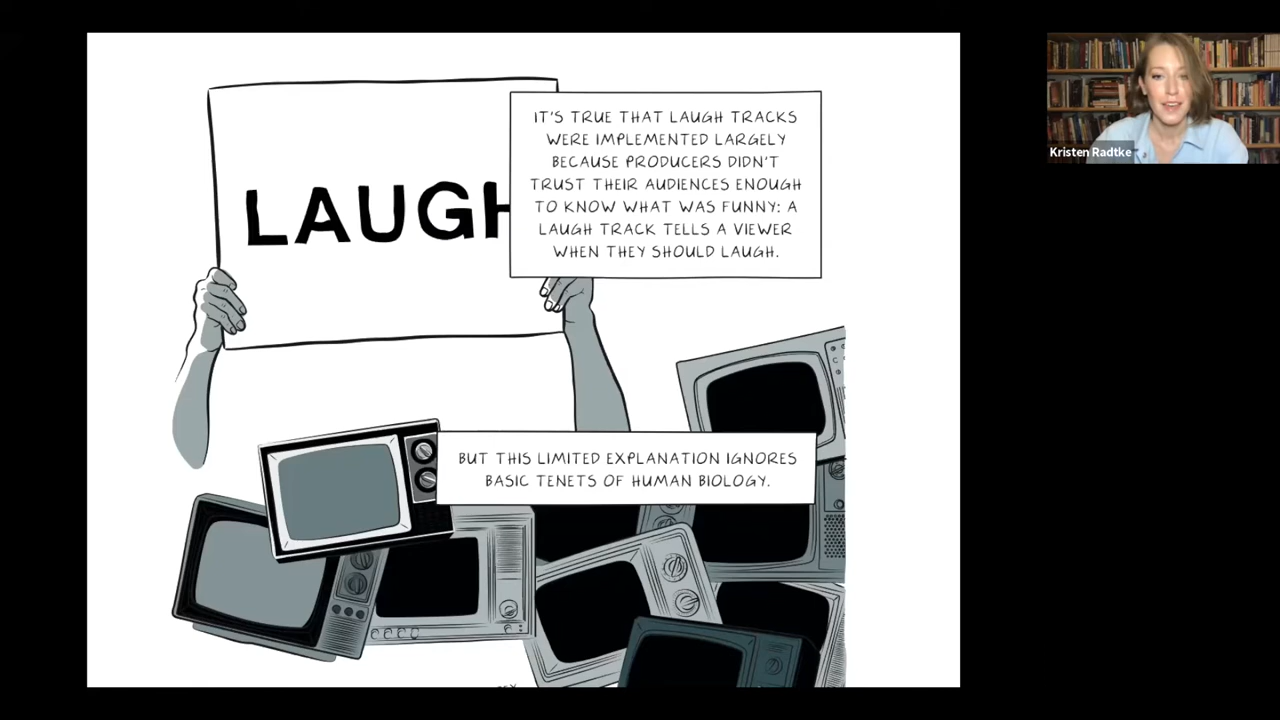 LAUGH
IT'S TRUE THAT LAUGH TRACKS
WERE IMPLEMENTED LARGELY
BECAUSE PRODUCERS DIDN'T
TRUST THEIR AUDIENCES ENOUGH
TO KNOW WHAT WAS FUNNY: A
LAUGH TRACK TELLS A VIEWER
WHEN THEY SHOULD LAUGH.
BUT THIS LIMITED EXPLANATION IGNORES
BASIC TENETS OF HUMAN BIOLOGY.
Kristen Radtke